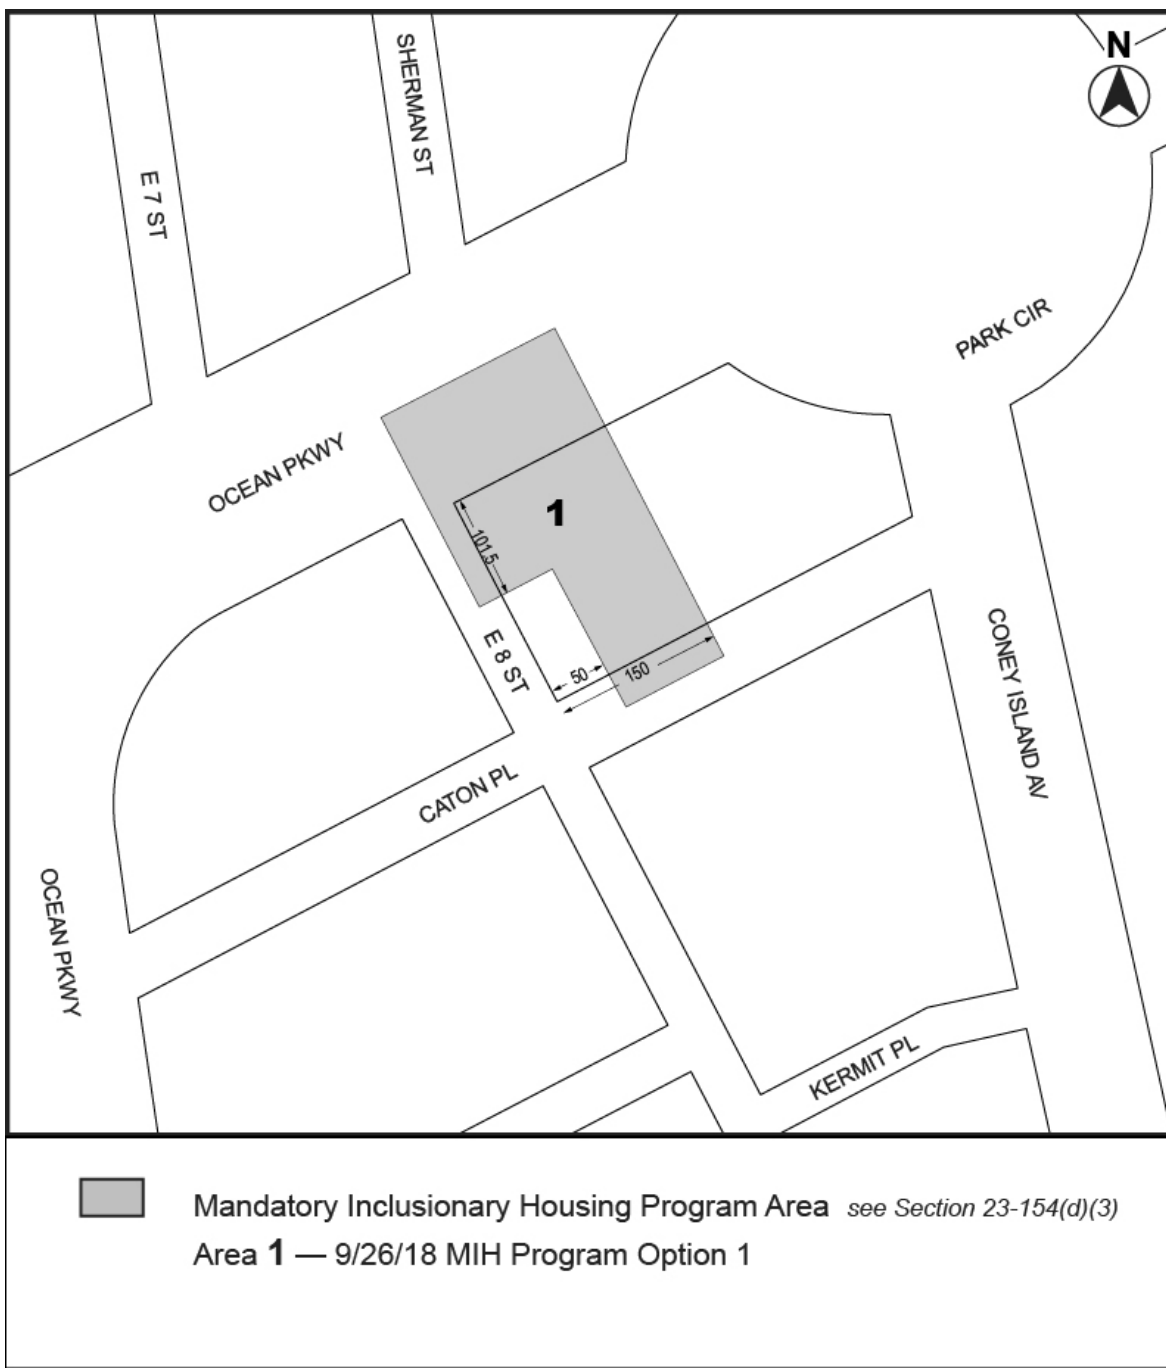 N
SHERMAN ST
E 7 ST
PARK CIR
OCEAN PKWY
1
101.5
E 8 ST
50
150
CONEY ISLAND AV
CATON PL
OCEAN PKWY
KERMIT PL
Mandatory Inclusionary Housing Program Area see Section 23-154(d)(3)
Area 1 — 9/26/18 MIH Program Option 1